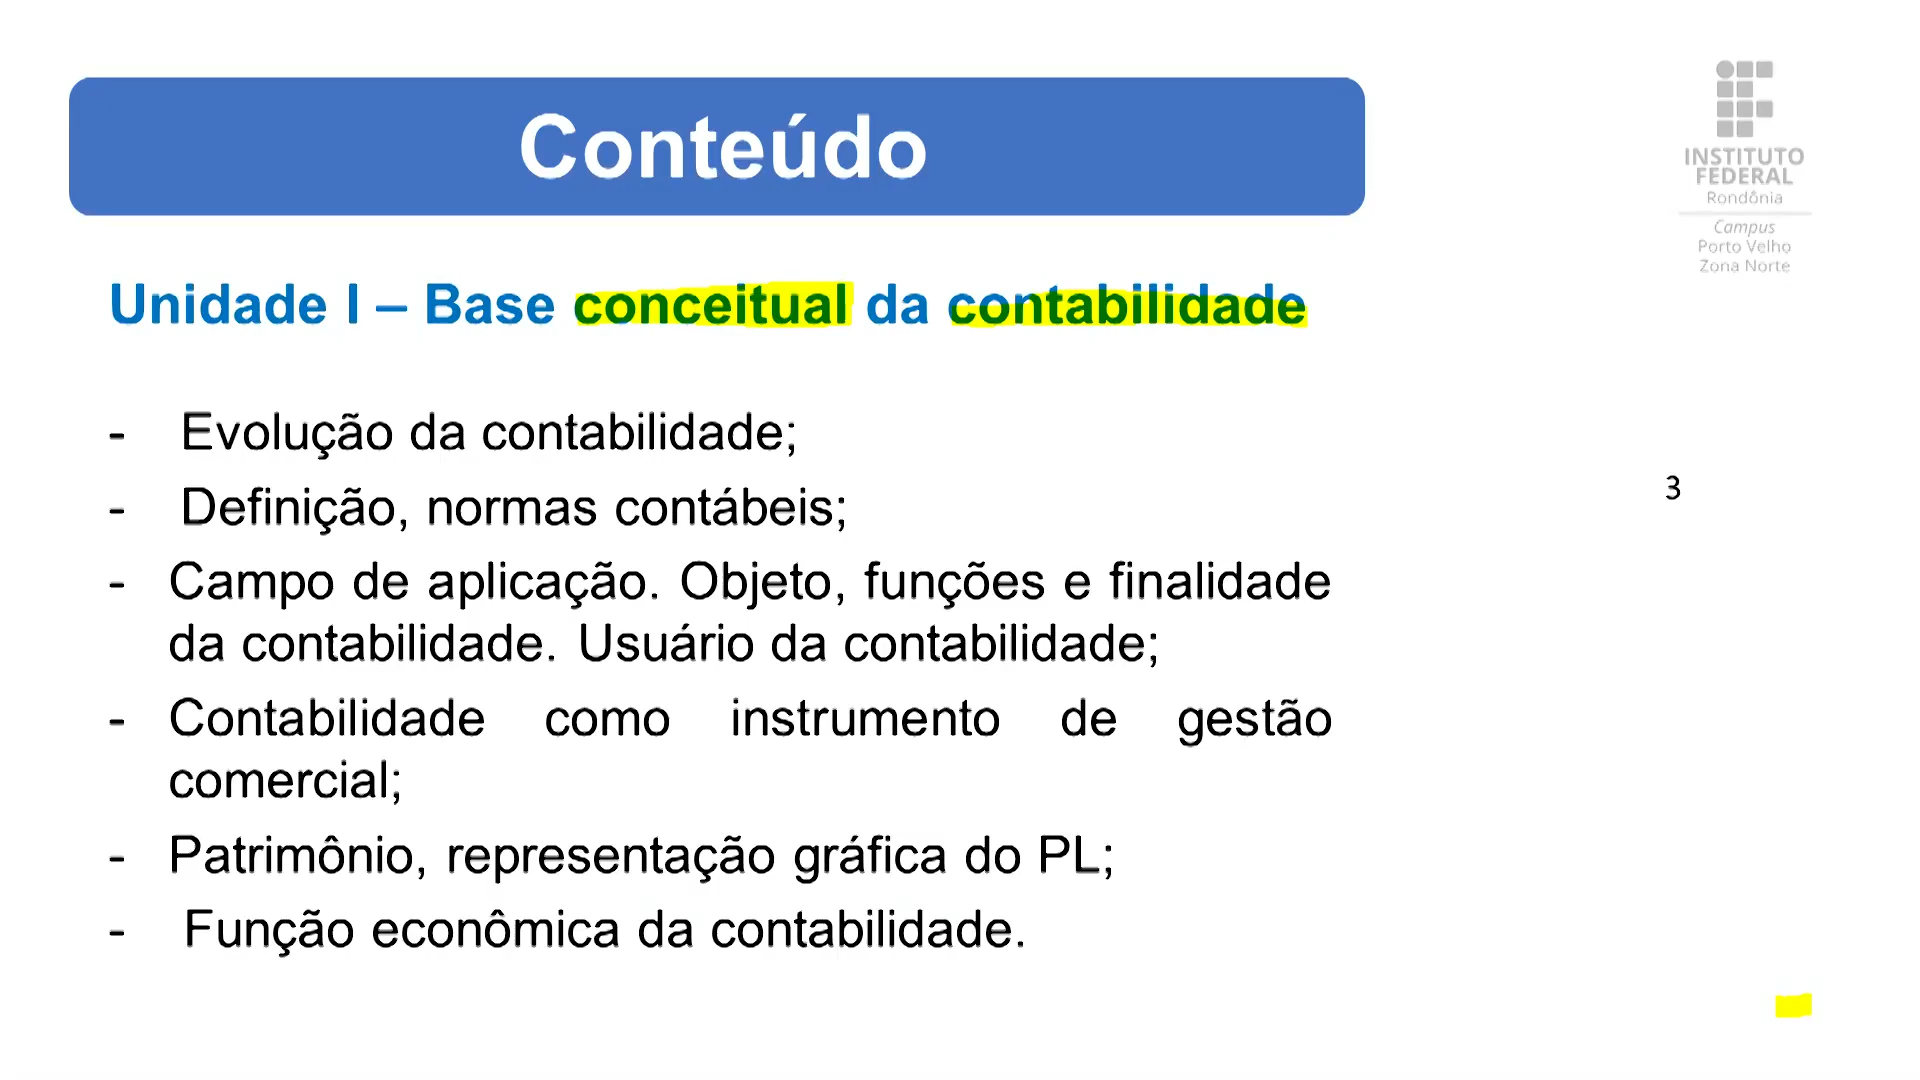 Conteúdo
INSTITUTO
FEDERAL
Rondônia
Campus
Porto Velho
Zona Norte
Unidade I – Base conceitual da contabilidade
- Evolução da contabilidade;
- Definição, normas contábeis;
3
- Campo de aplicação. Objeto, funções e finalidade
da contabilidade. Usuário da contabilidade;
- Contabilidade como instrumento de gestão
comercial;
- Patrimônio, representação gráfica do PL;
- Função econômica da contabilidade.